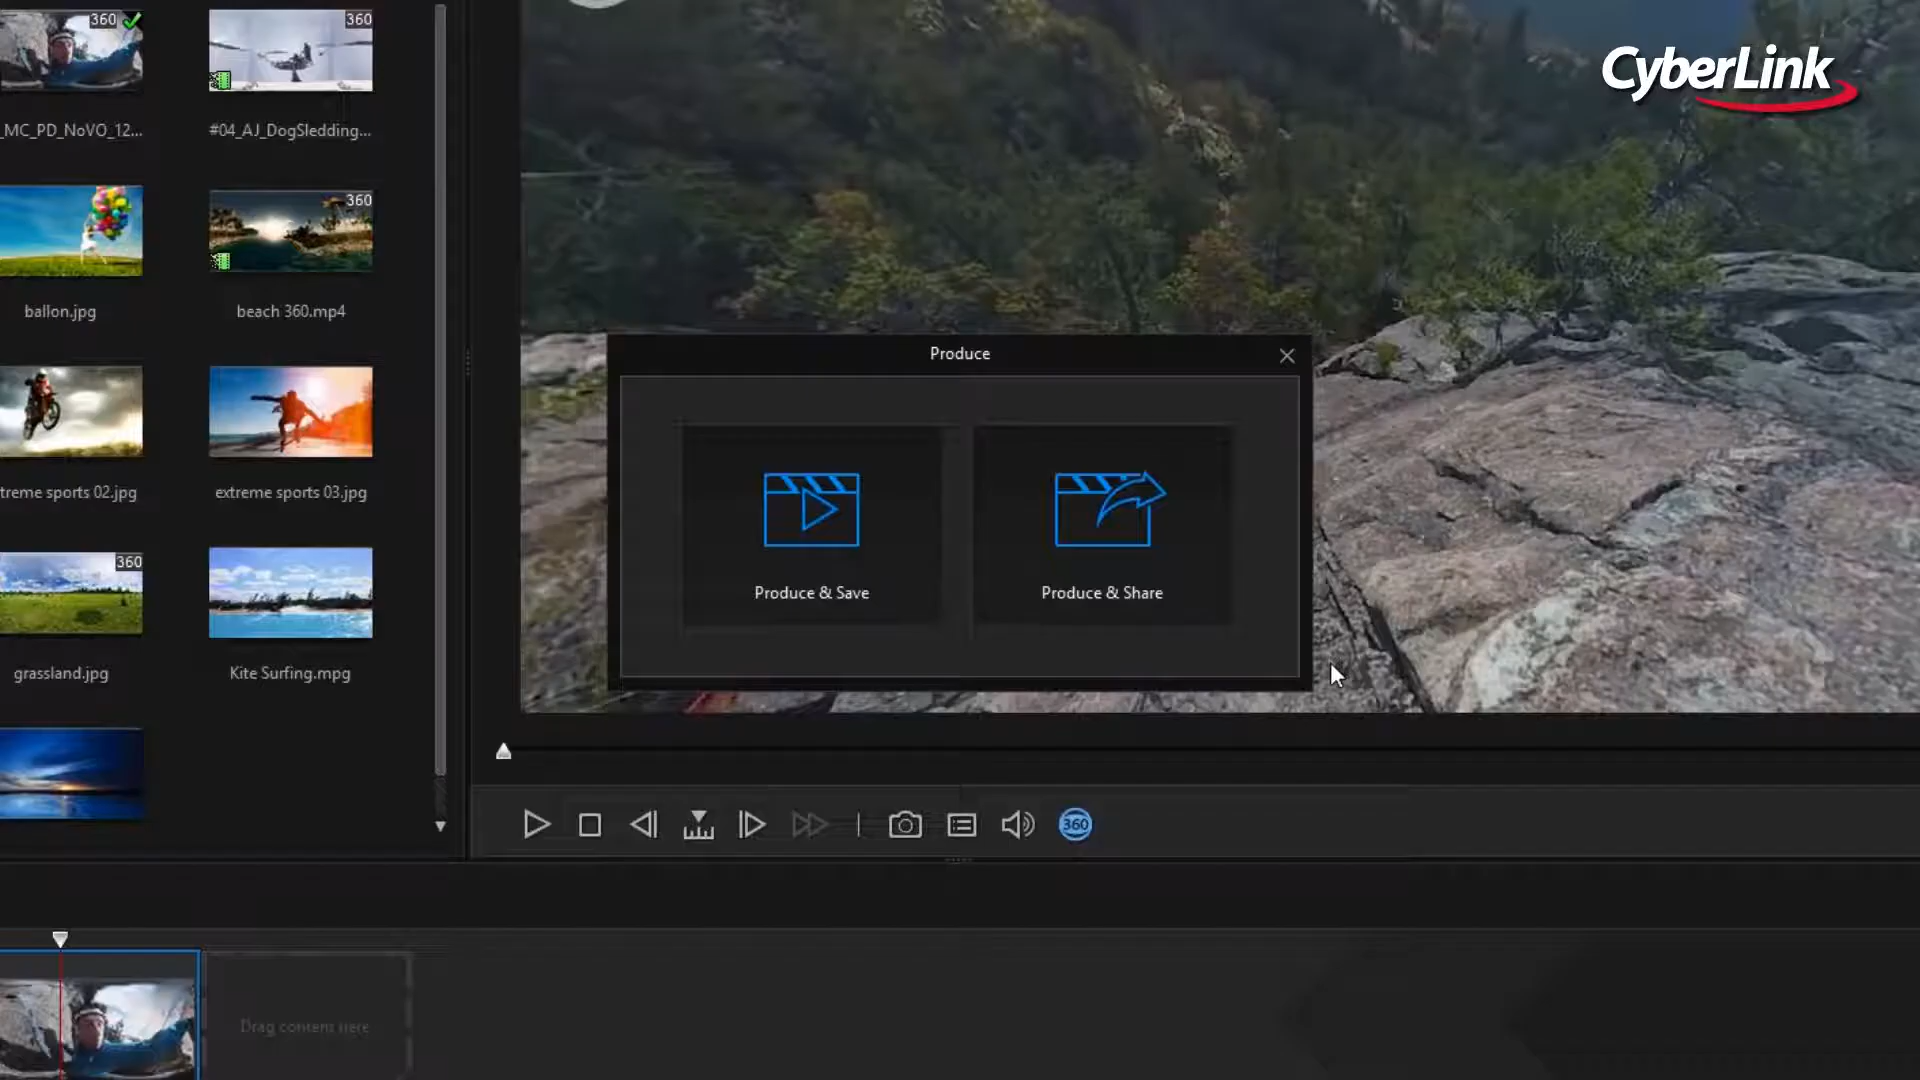 360
360
CyberLink
_MC_PD_NoVO_12...
#04_AJ_DogSledding...
360
ballon.jpg
beach 360.mp4
Produce
treme sports 02.jpg
extreme sports 03.jpg
360
Produce & Save
Produce & Share
grassland.jpg
Kite Surfing.mpg
360
Drag content here